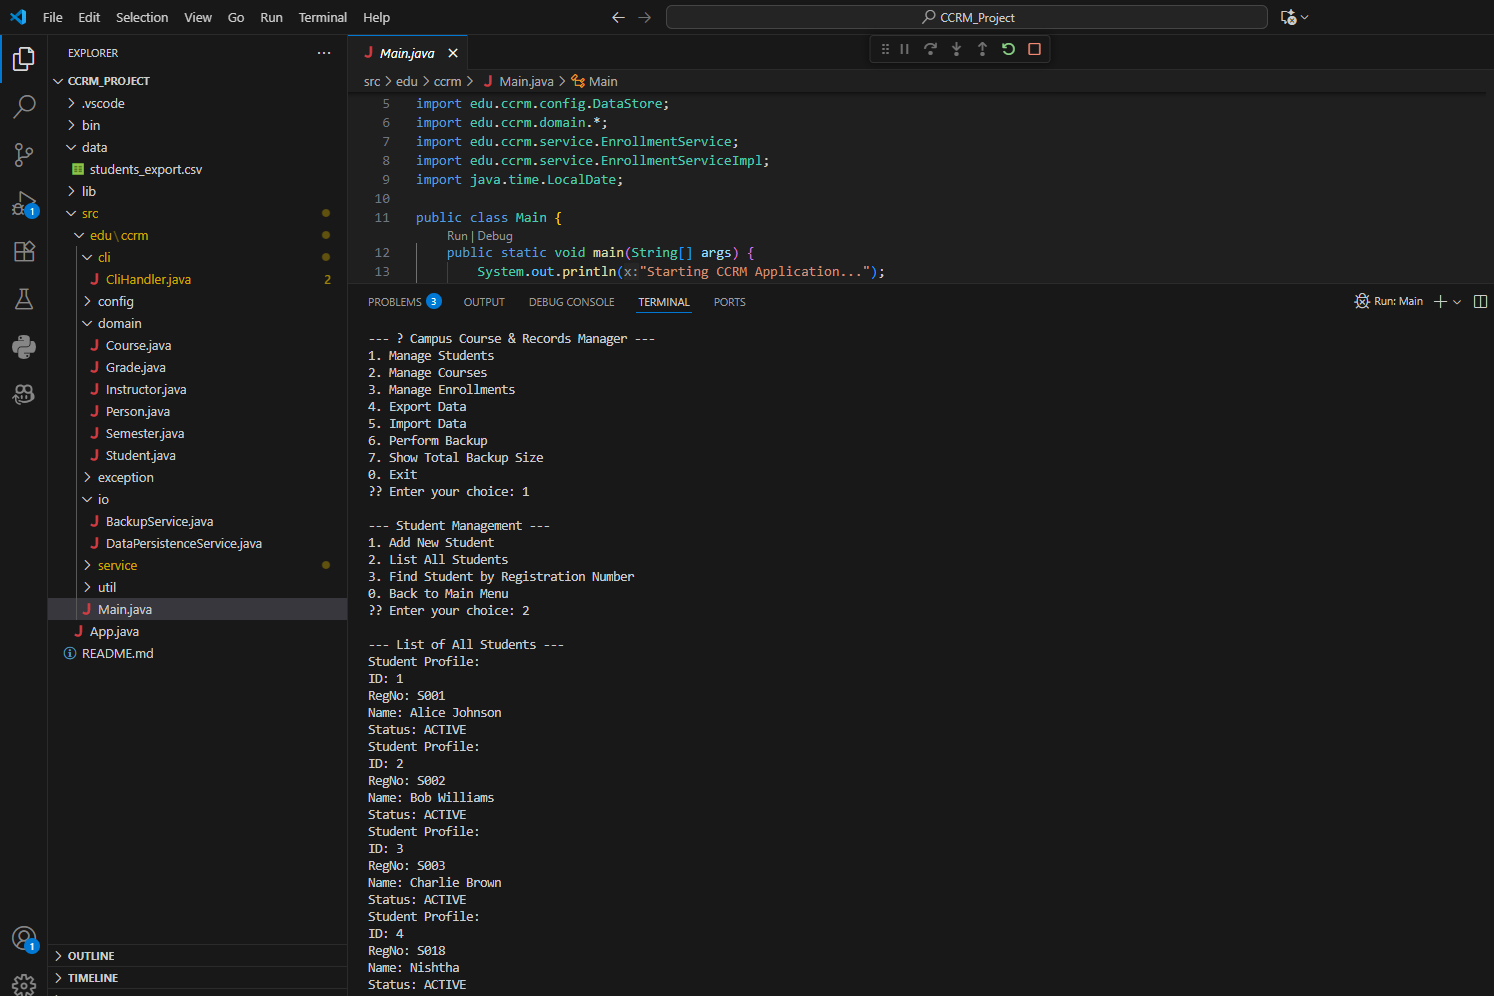 File Edit Selection View Go Run Terminal Help
CCRM_Project
EXPLORER
CCRM_PROJECT
.vscode
bin
data
students_export.csv
lib
src
edu\ccrm
cli
CliHandler.java 2
config
domain
Course.java
Grade.java
Instructor.java
Person.java
Semester.java
Student.java
exception
io
BackupService.java
DataPersistenceService.java
service
util
Main.java
App.java
README.md
OUTLINE
TIMELINE
1
1
Main.java
src > edu > ccrm > Main.java > Main
5 import edu.ccrm.config.DataStore;
6 import edu.ccrm.domain.*;
7 import edu.ccrm.service.EnrollmentService;
8 import edu.ccrm.service.EnrollmentServiceImpl;
9 import java.time.LocalDate;
10
11 public class Main {
Run | Debug
12 public static void main(String[] args) {
13 System.out.println(x:"Starting CCRM Application...");
PROBLEMS 3 OUTPUT DEBUG CONSOLE TERMINAL PORTS
Run: Main
--- ? Campus Course & Records Manager ---
1. Manage Students
2. Manage Courses
3. Manage Enrollments
4. Export Data
5. Import Data
6. Perform Backup
7. Show Total Backup Size
0. Exit
?? Enter your choice: 1
--- Student Management ---
1. Add New Student
2. List All Students
3. Find Student by Registration Number
0. Back to Main Menu
?? Enter your choice: 2
--- List of All Students ---
Student Profile:
ID: 1
RegNo: S001
Name: Alice Johnson
Status: ACTIVE
Student Profile:
ID: 2
RegNo: S002
Name: Bob Williams
Status: ACTIVE
Student Profile:
ID: 3
RegNo: S003
Name: Charlie Brown
Status: ACTIVE
Student Profile:
ID: 4
RegNo: S018
Name: Nishtha
Status: ACTIVE